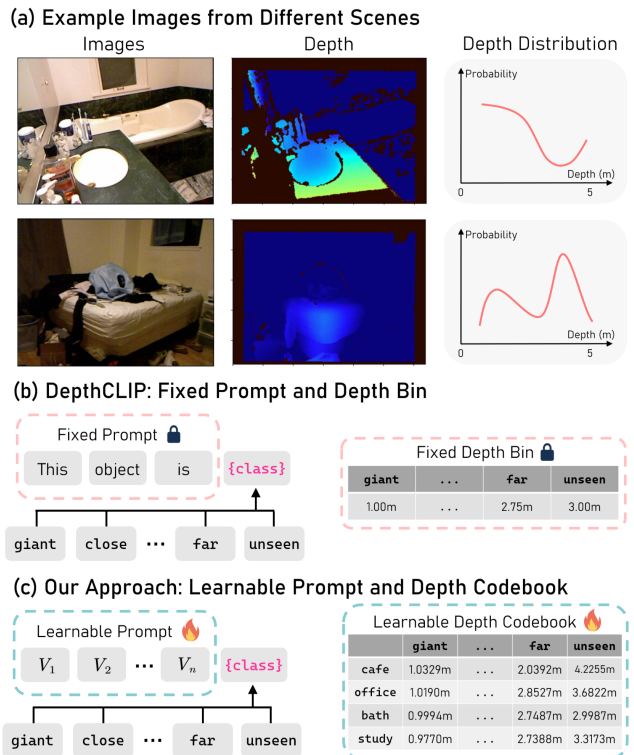 (a) Example Images from Different Scenes
Images Depth Depth Distribution
Probability
Depth (m)
0 5
Probability
Depth (m)
0 5
(b) DepthCLIP: Fixed Prompt and Depth Bin
Fixed Prompt
This object is {class}
giant close ... far unseen
Fixed Depth Bin
giant ... far unseen
1.00m ... 2.75m 3.00m
(c) Our Approach: Learnable Prompt and Depth Codebook
Learnable Prompt
V1 V2 ... Vn {class}
giant close ... far unseen
Learnable Depth Codebook
giant ... far unseen
cafe 1.0329m ... 2.0392m 4.2255m
office 1.0190m ... 2.8527m 3.6822m
bath 0.9994m ... 2.7487m 2.9987m
study 0.9770m ... 2.7388m 3.3173m